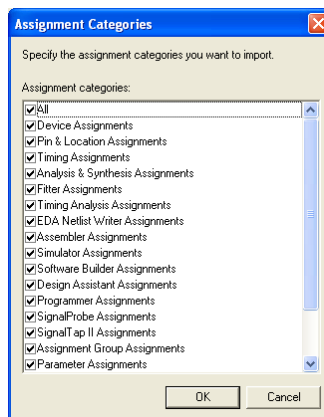 Assignment Categories
Specify the assignment categories you want to import.
Assignment categories:
All
Device Assignments
Pin & Location Assignments
Timing Assignments
Analysis & Synthesis Assignments
Fitter Assignments
Timing Analysis Assignments
EDA Netlist Writer Assignments
Assembler Assignments
Simulator Assignments
Software Builder Assignments
Design Assistant Assignments
Programmer Assignments
SignalProbe Assignments
SignalTap II Assignments
Assignment Group Assignments
Parameter Assignments
OK Cancel